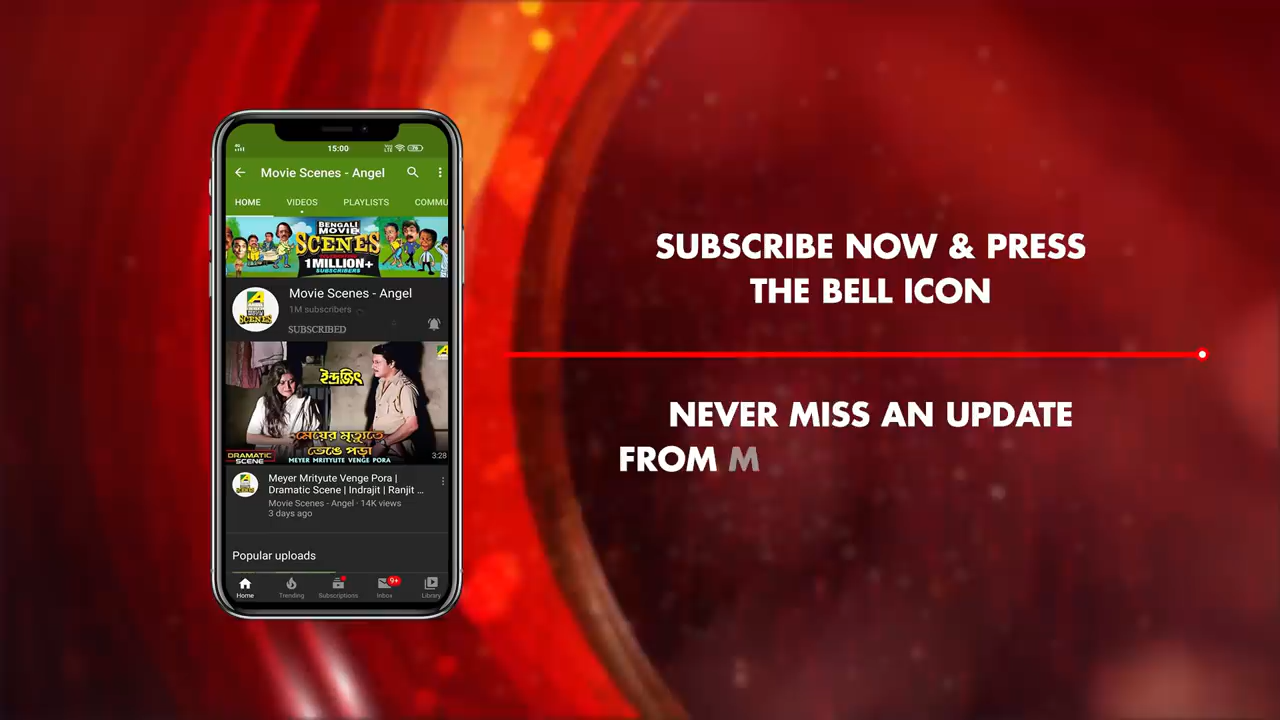 15:00
Movie Scenes - Angel
HOME VIDEOS PLAYLISTS COMMU
BENGALI
MOVIE
SCENES
1MILLION+
SUBSCRIBERS
Movie Scenes - Angel
1M subscribers
SUBSCRIBED
ইন্দ্রজিৎ
মেয়ের মৃত্যুতে
ভেঙে পড়া
DRAMATIC
SCENE
MEYER MRITYUTE VENGE PORA
3:28
Meyer Mrityute Venge Pora |
Dramatic Scene | Indrajit | Ranjit ...
Movie Scenes - Angel · 14K views
3 days ago
Popular uploads
9+
Home Trending Subscriptions Inbox Library
SUBSCRIBE NOW & PRESS
THE BELL ICON
NEVER MISS AN UPDATE
FROM M